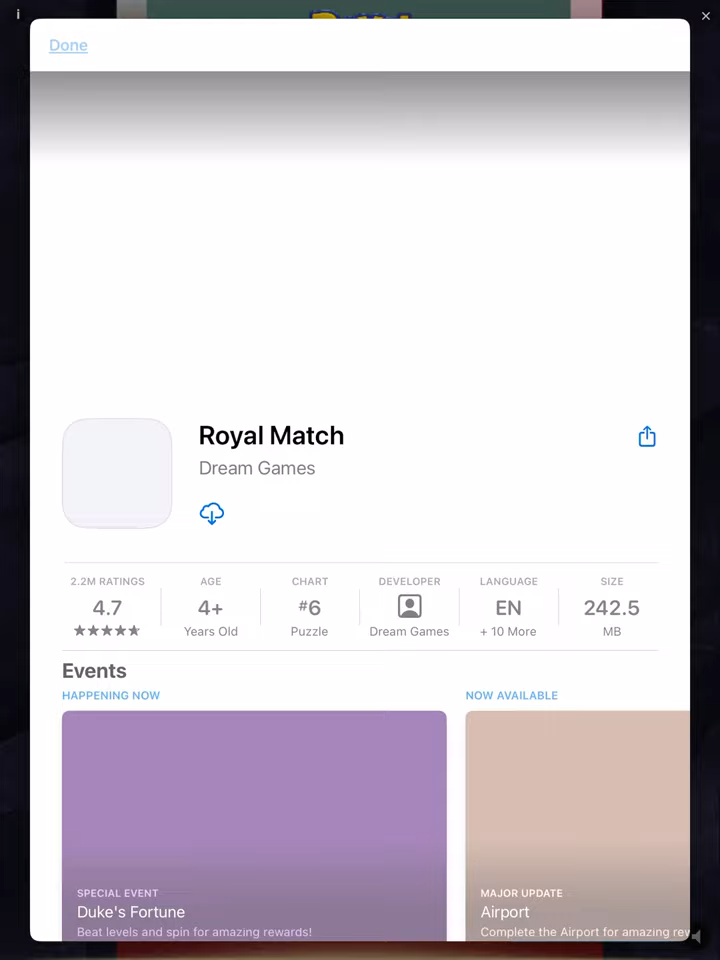 Done
Royal Match
Dream Games
2.2M RATINGS
4.7
AGE
4+
Years Old
CHART
#6
Puzzle
DEVELOPER
Dream Games
LANGUAGE
EN
+ 10 More
SIZE
242.5
MB
Events
HAPPENING NOW
SPECIAL EVENT
Duke's Fortune
Beat levels and spin for amazing rewards!
NOW AVAILABLE
MAJOR UPDATE
Airport
Complete the Airport for amazing rew